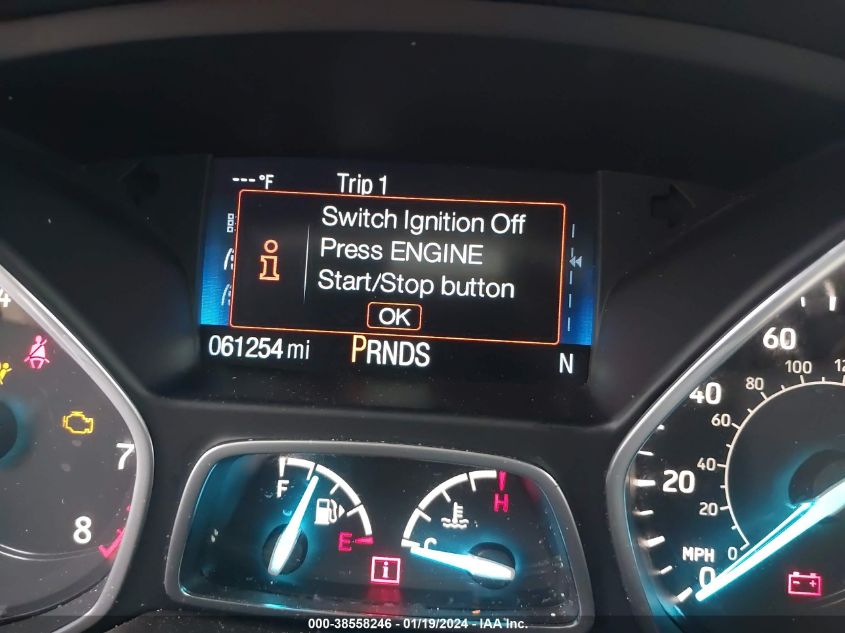 ---°F Trip 1
Switch Ignition Off
Press ENGINE
Start/Stop button
OK
061254 mi PRNDS N
7
8
F
E
C
H
60
40
20
0
MPH
100
80
60
40
20
0
000-38558246 - 01/19/2024 - IAA Inc.